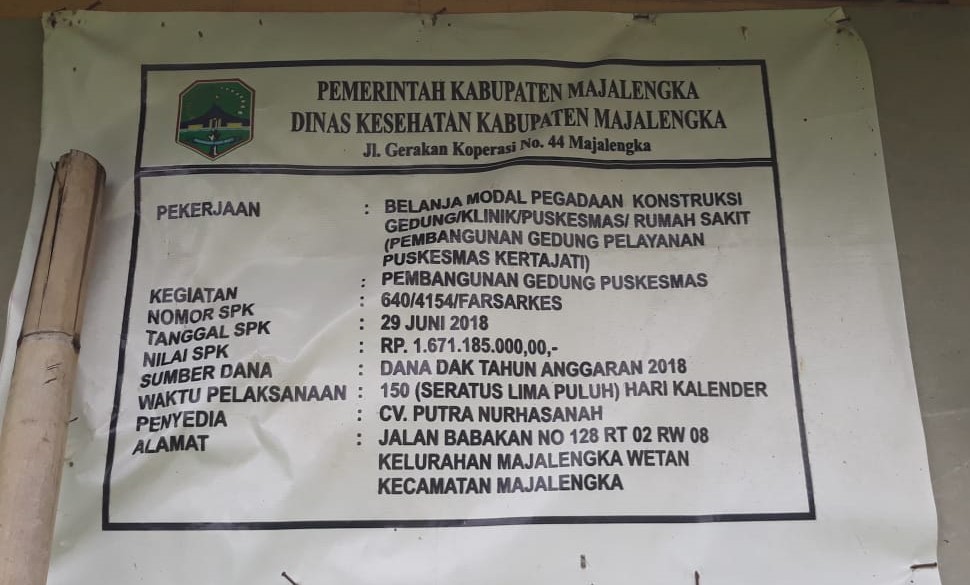 PEMERINTAH KABUPATEN MAJALENGKA
DINAS KESEHATAN KABUPATEN MAJALENGKA
Jl. Gerakan Koperasi No. 44 Majalengka
PEKERJAAN : BELANJA MODAL PEGADAAN KONSTRUKSI
GEDUNG/KLINIK/PUSKESMAS/ RUMAH SAKIT
(PEMBANGUNAN GEDUNG PELAYANAN
PUSKESMAS KERTAJATI)
KEGIATAN : PEMBANGUNAN GEDUNG PUSKESMAS
NOMOR SPK : 640/4154/FARSARKES
TANGGAL SPK : 29 JUNI 2018
NILAI SPK : RP. 1.671.185.000,00,-
SUMBER DANA : DANA DAK TAHUN ANGGARAN 2018
WAKTU PELAKSANAAN : 150 (SERATUS LIMA PULUH) HARI KALENDER
PENYEDIA : CV. PUTRA NURHASANAH
ALAMAT : JALAN BABAKAN NO 128 RT 02 RW 08
KELURAHAN MAJALENGKA WETAN
KECAMATAN MAJALENGKA